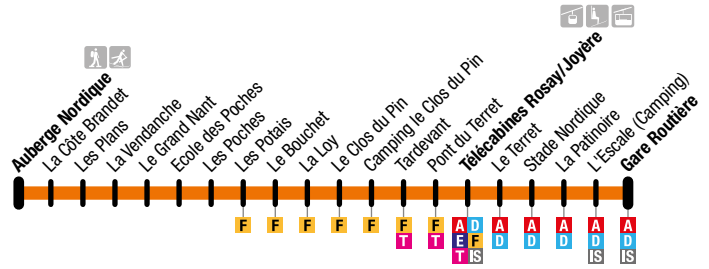 Auberge Nordique
La Côte Brandet
Les Plans
La Vendanche
Le Grand Nant
Ecole des Poches
Les Poches
Les Potais
Le Bouchet
La Loy
Le Clos du Pin
Camping le Clos du Pin
Tardevant
Pont du Terret
Télécabines Rosay/Joyère
Le Terret
Stade Nordique
La Patinoire
L'Escale (Camping)
Gare Routière
F F F F F F F A D A A A A A
T T E F D D D D D
T IS IS IS